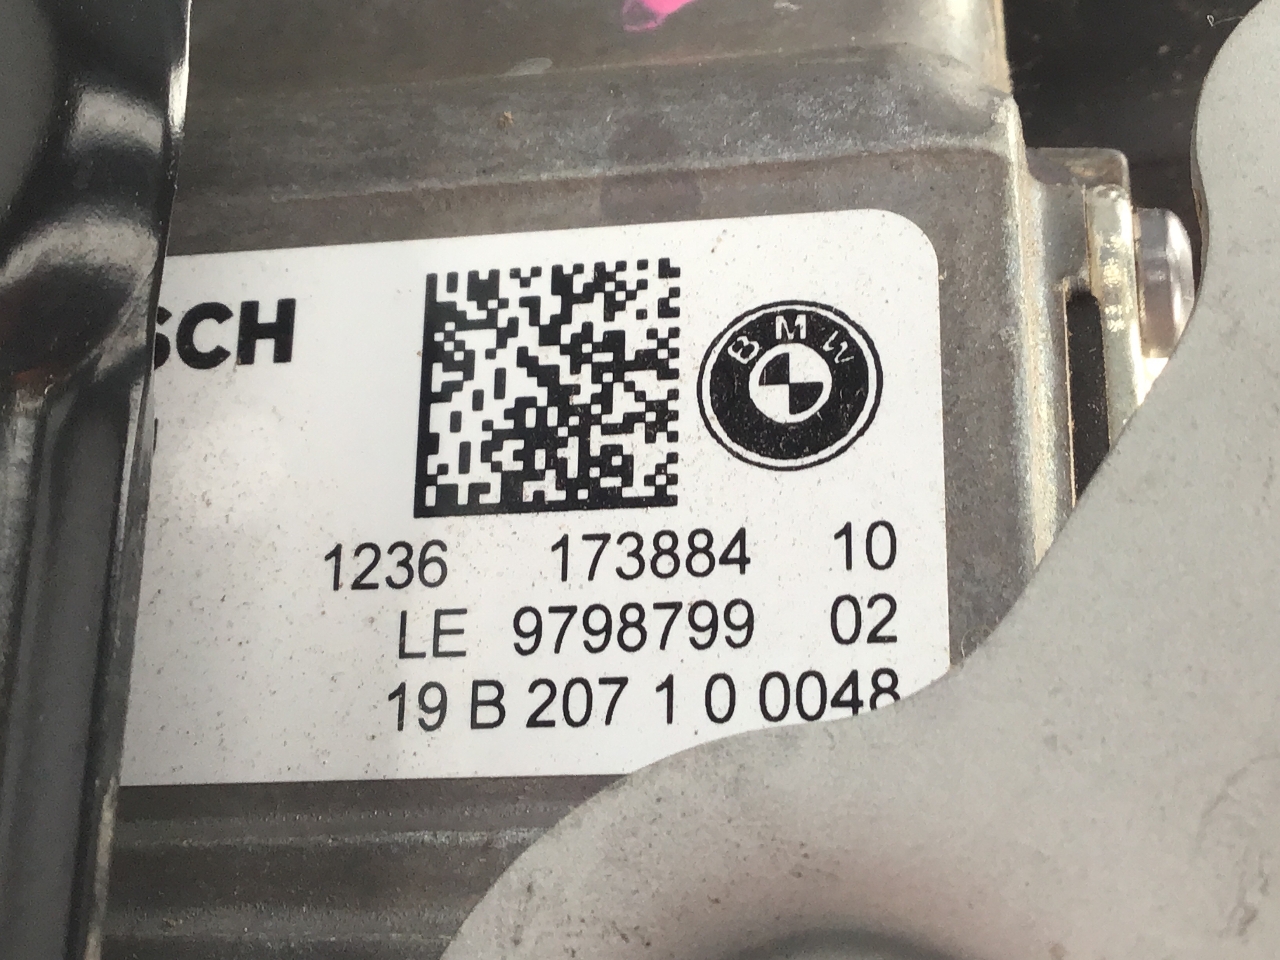 SCH
BMW
1236 173884 10
LE 9798799 02
19 B 207 1 0 0048